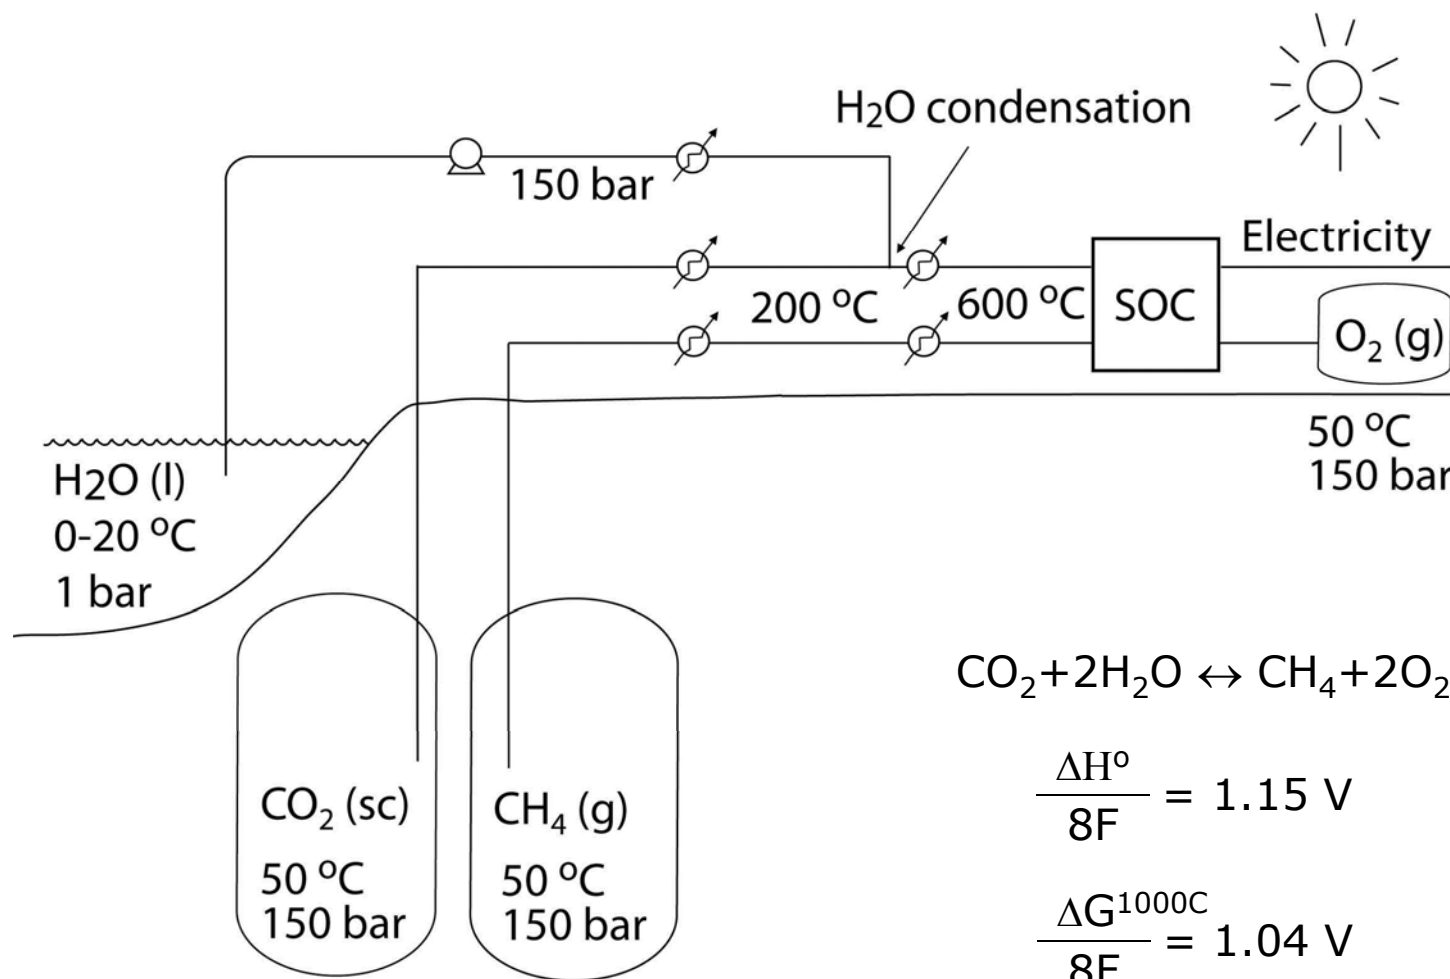 H₂O condensation
150 bar
Electricity
200 °C
600 °C
SOC
O₂ (g)
50 °C
150 bar
H2O (l)
0-20 °C
1 bar
CO₂+2H₂O ↔ CH₄+2O₂
ΔH°
8F
= 1.15 V
CO₂ (sc)
50 °C
150 bar
CH₄ (g)
50 °C
150 bar
ΔG¹⁰⁰⁰ᶜ
8F
= 1.04 V